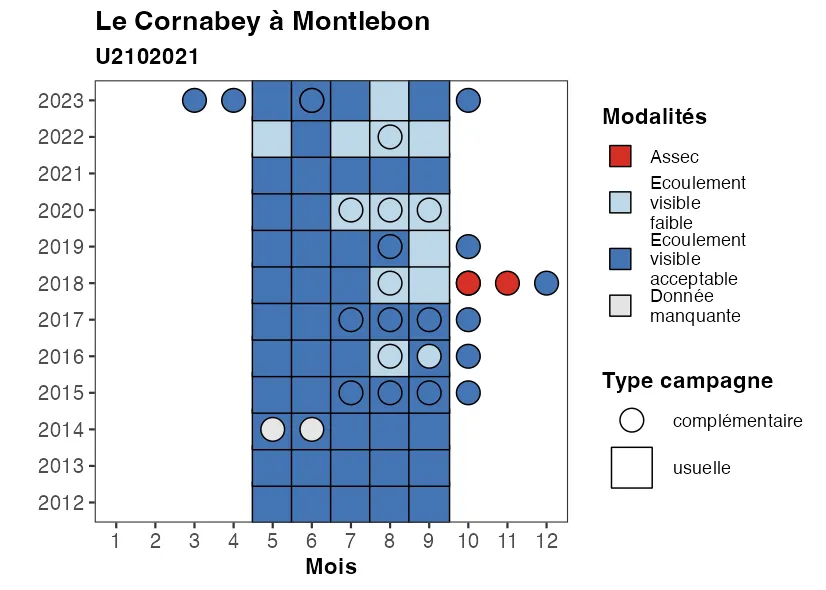 Le Cornabey à Montlebon
U2102021
2023
2022
2021
2020
2019
2018
2017
2016
2015
2014
2013
2012
1 2 3 4 5 6 7 8 9 10 11 12
Mois
Modalités
Assec
Ecoulement
visible
faible
Ecoulement
visible
acceptable
Donnée
manquante
Type campagne
complémentaire
usuelle